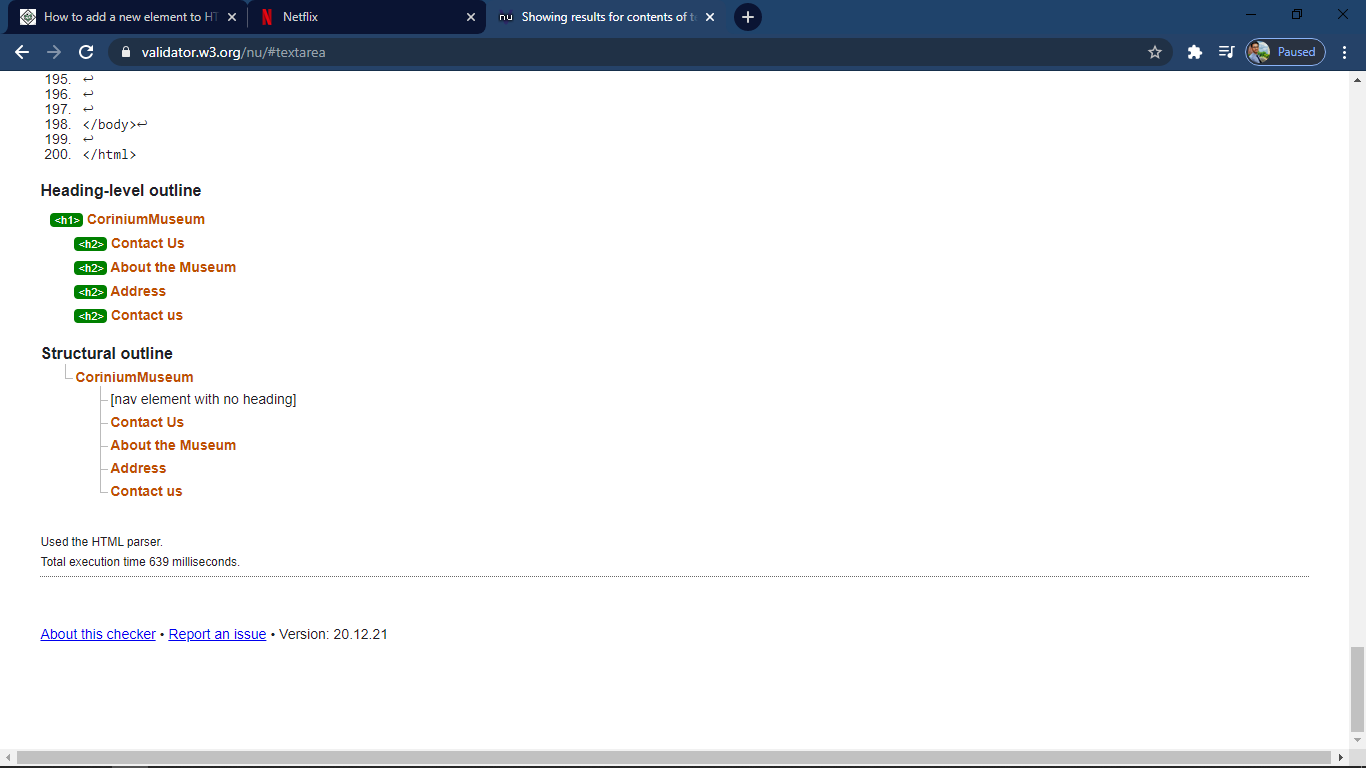 How to add a new element to HT
Netflix
nu Showing results for contents of t
validator.w3.org/nu/#textarea
Paused
195. ↩
196. ↩
197. ↩
198. </body>↩
199. ↩
200. </html>
Heading-level outline
<h1> CoriniumMuseum
<h2> Contact Us
<h2> About the Museum
<h2> Address
<h2> Contact us
Structural outline
CoriniumMuseum
[nav element with no heading]
Contact Us
About the Museum
Address
Contact us
Used the HTML parser.
Total execution time 639 milliseconds.
About this checker • Report an issue • Version: 20.12.21